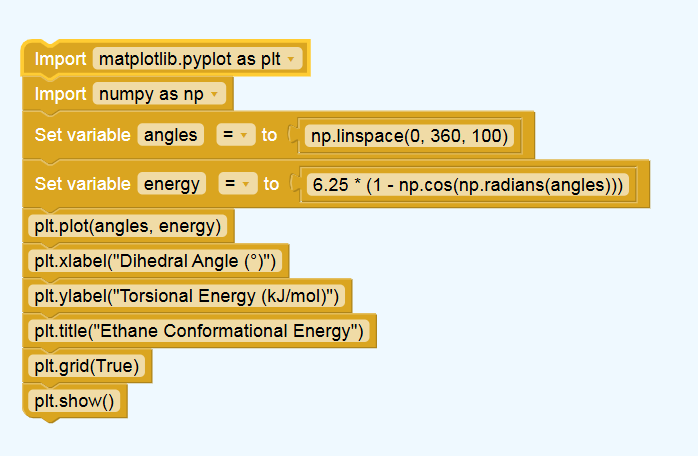 Import matplotlib.pyplot as plt
Import numpy as np
Set variable angles = to np.linspace(0, 360, 100)
Set variable energy = to 6.25 * (1 - np.cos(np.radians(angles)))
plt.plot(angles, energy)
plt.xlabel("Dihedral Angle (°)")
plt.ylabel("Torsional Energy (kJ/mol)")
plt.title("Ethane Conformational Energy")
plt.grid(True)
plt.show()